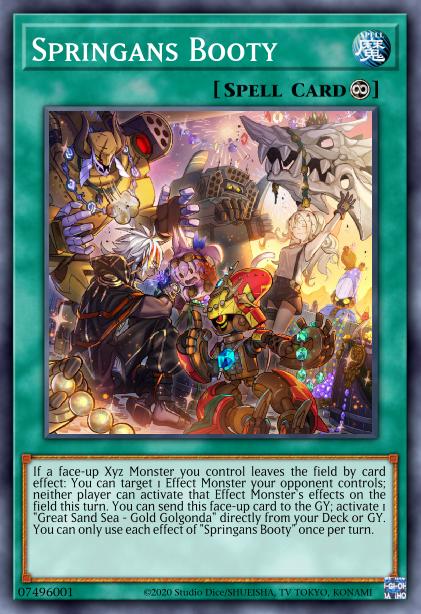 Springans Booty
SPELL
魔
[Spell Card]
If a face-up Xyz Monster you control leaves the field by card
effect: You can target 1 Effect Monster your opponent controls;
neither player can activate that Effect Monster's effects on the
field this turn. You can send this face-up card to the GY; activate 1
"Great Sand Sea - Gold Golgonda" directly from your Deck or GY.
You can only use each effect of "Springans Booty" once per turn.
07496001
©2020 Studio Dice/SHUEISHA, TV TOKYO, KONAMI